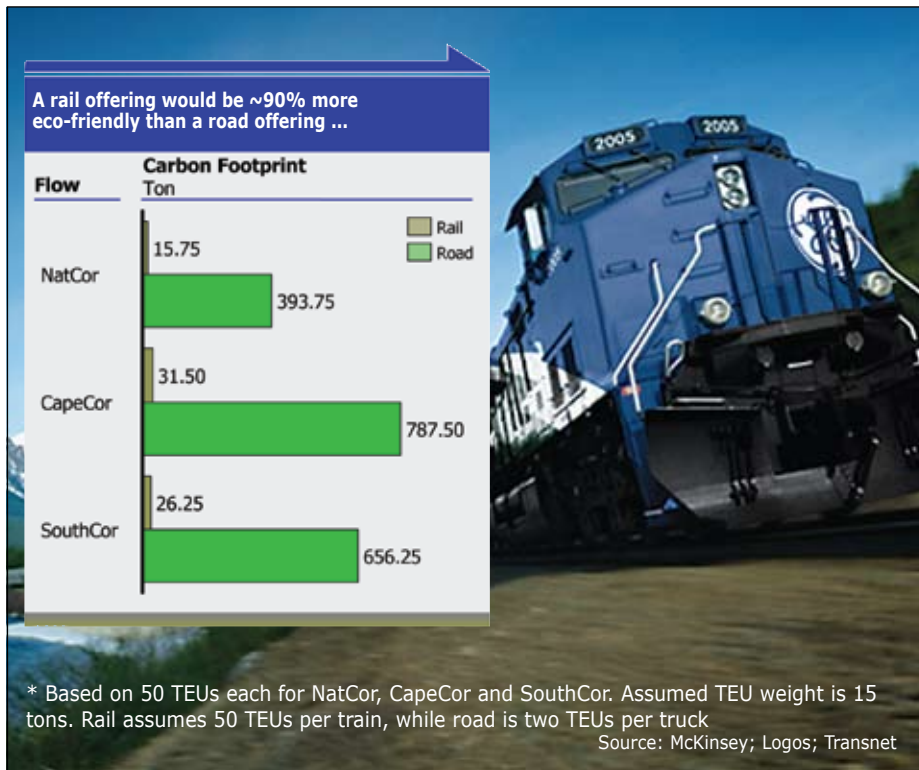 A rail offering would be ~90% more
eco-friendly than a road offering ...
Flow
Carbon Footprint
Ton
Rail
Road
NatCor
15.75
393.75
CapeCor
31.50
787.50
SouthCor
26.25
656.25
2005
2005
* Based on 50 TEUs each for NatCor, CapeCor and SouthCor. Assumed TEU weight is 15
tons. Rail assumes 50 TEUs per train, while road is two TEUs per truck
Source: McKinsey; Logos; Transnet